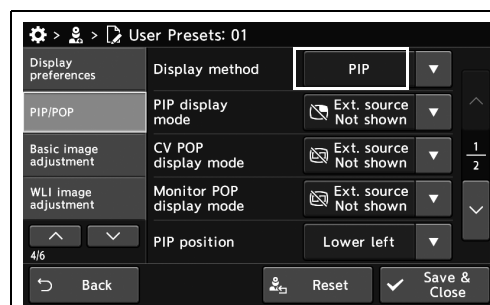 > > User Presets: 01
Display
preferences
Display method
PIP
PIP/POP
PIP display
mode
Ext. source
Not shown
Basic image
adjustment
CV POP
display mode
Ext. source
Not shown
1
2
WLI image
adjustment
Monitor POP
display mode
Ext. source
Not shown
4/6
PIP position
Lower left
Back
Reset
Save &
Close